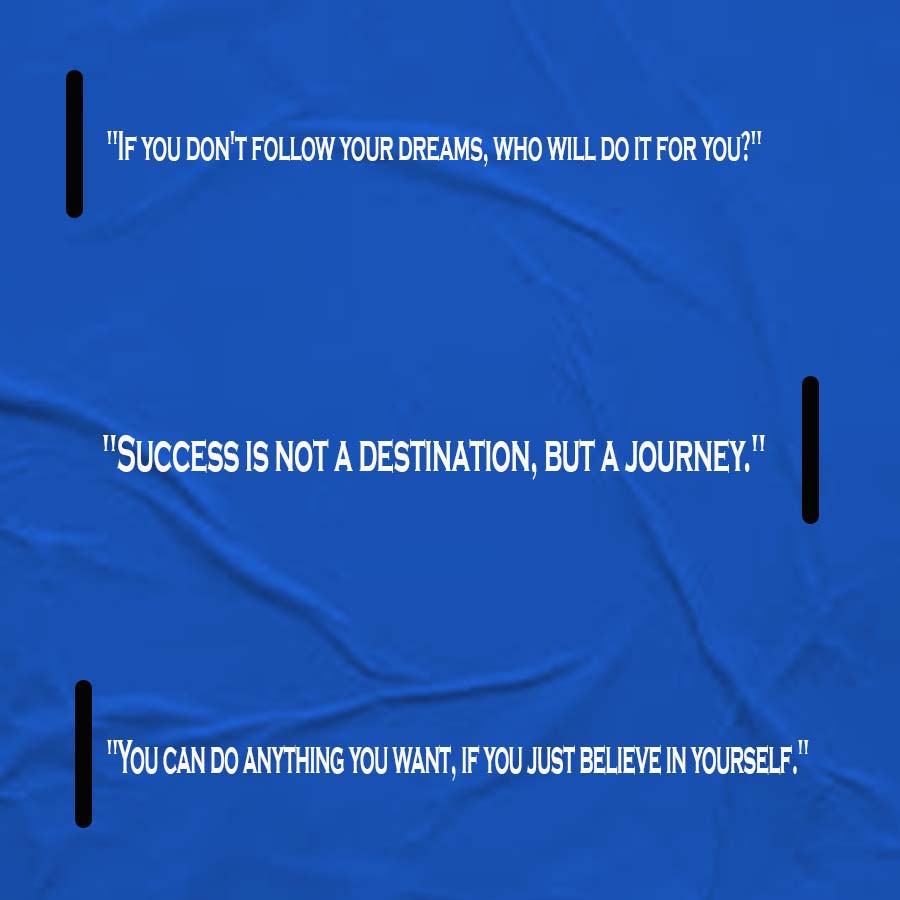 "If you don't follow your dreams, who will do it for you?"
"Success is not a destination, but a journey."
"You can do anything you want, if you just believe in yourself."